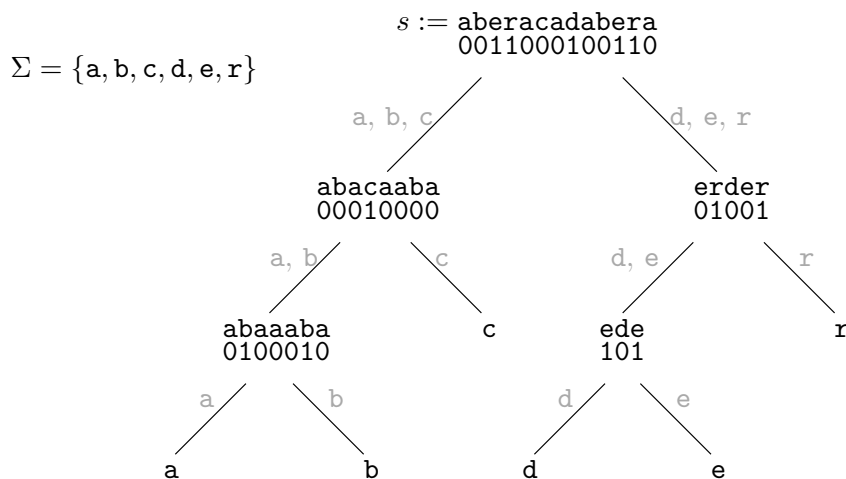 s := aberacadabera
0011000100110
Σ = {a, b, c, d, e, r}
a, b, c
d, e, r
abacaaba
00010000
erder
01001
a, b
c
d, e
r
abaaaba
0100010
c
ede
101
r
a
b
d
e
a
b
d
e